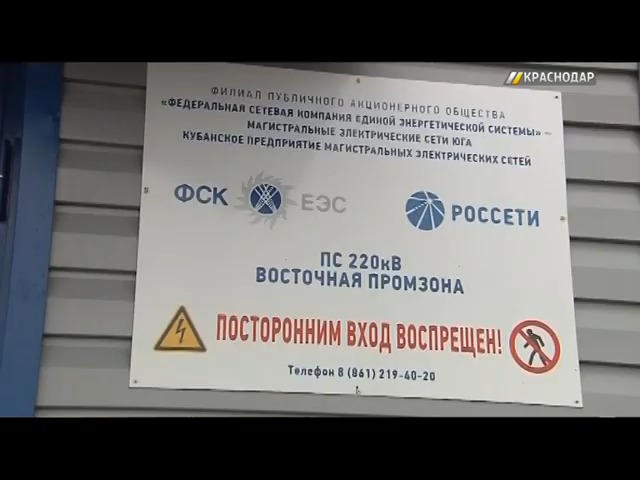 КРАСНОДАР
ФИЛИАЛ ПУБЛИЧНОГО АКЦИОНЕРНОГО ОБЩЕСТВА
«ФЕДЕРАЛЬНАЯ СЕТЕВАЯ КОМПАНИЯ ЕДИНОЙ ЭНЕРГЕТИЧЕСКОЙ СИСТЕМЫ» –
МАГИСТРАЛЬНЫЕ ЭЛЕКТРИЧЕСКИЕ СЕТИ ЮГА
КУБАНСКОЕ ПРЕДПРИЯТИЕ МАГИСТРАЛЬНЫХ ЭЛЕКТРИЧЕСКИХ СЕТЕЙ
ФСК ЕЭС РОССЕТИ
ПС 220кВ
ВОСТОЧНАЯ ПРОМЗОНА
ПОСТОРОННИМ ВХОД ВОСПРЕЩЕН!
Телефон 8 (861) 219-40-20